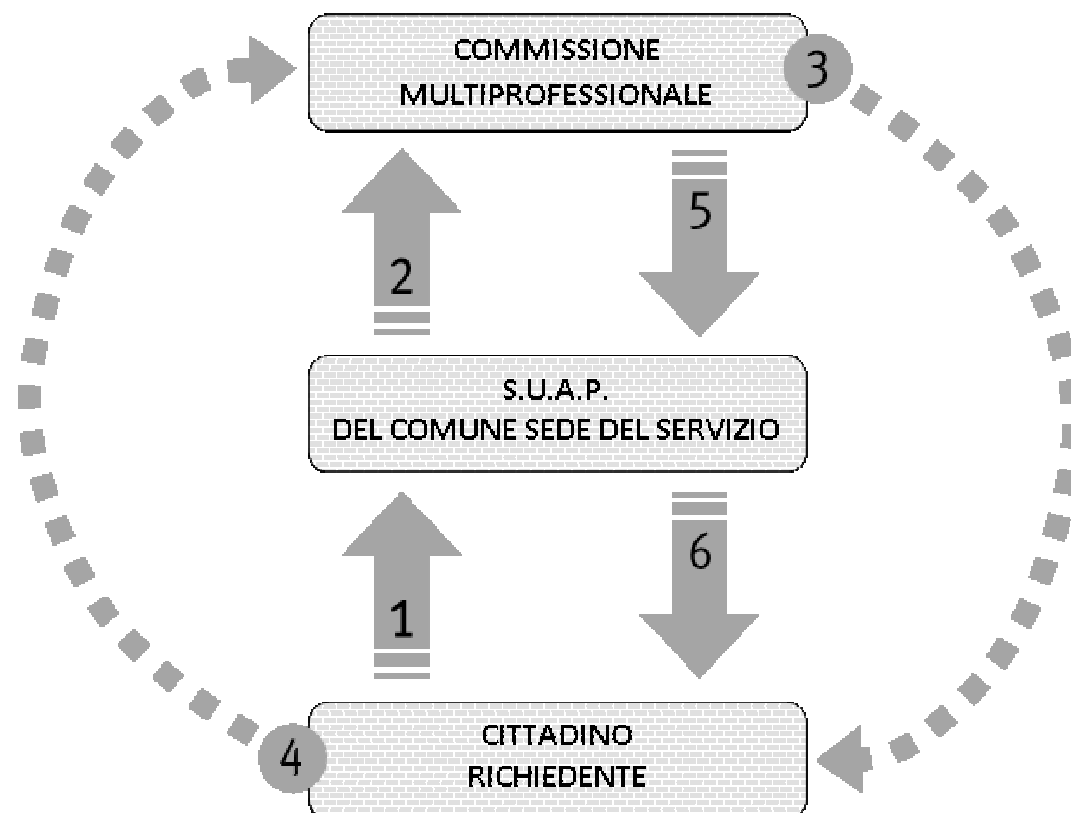 COMMISSIONE
MULTIPROFESSIONALE
3
2
5
S.U.A.P.
DEL COMUNE SEDE DEL SERVIZIO
1
6
4
CITTADINO
RICHIEDENTE